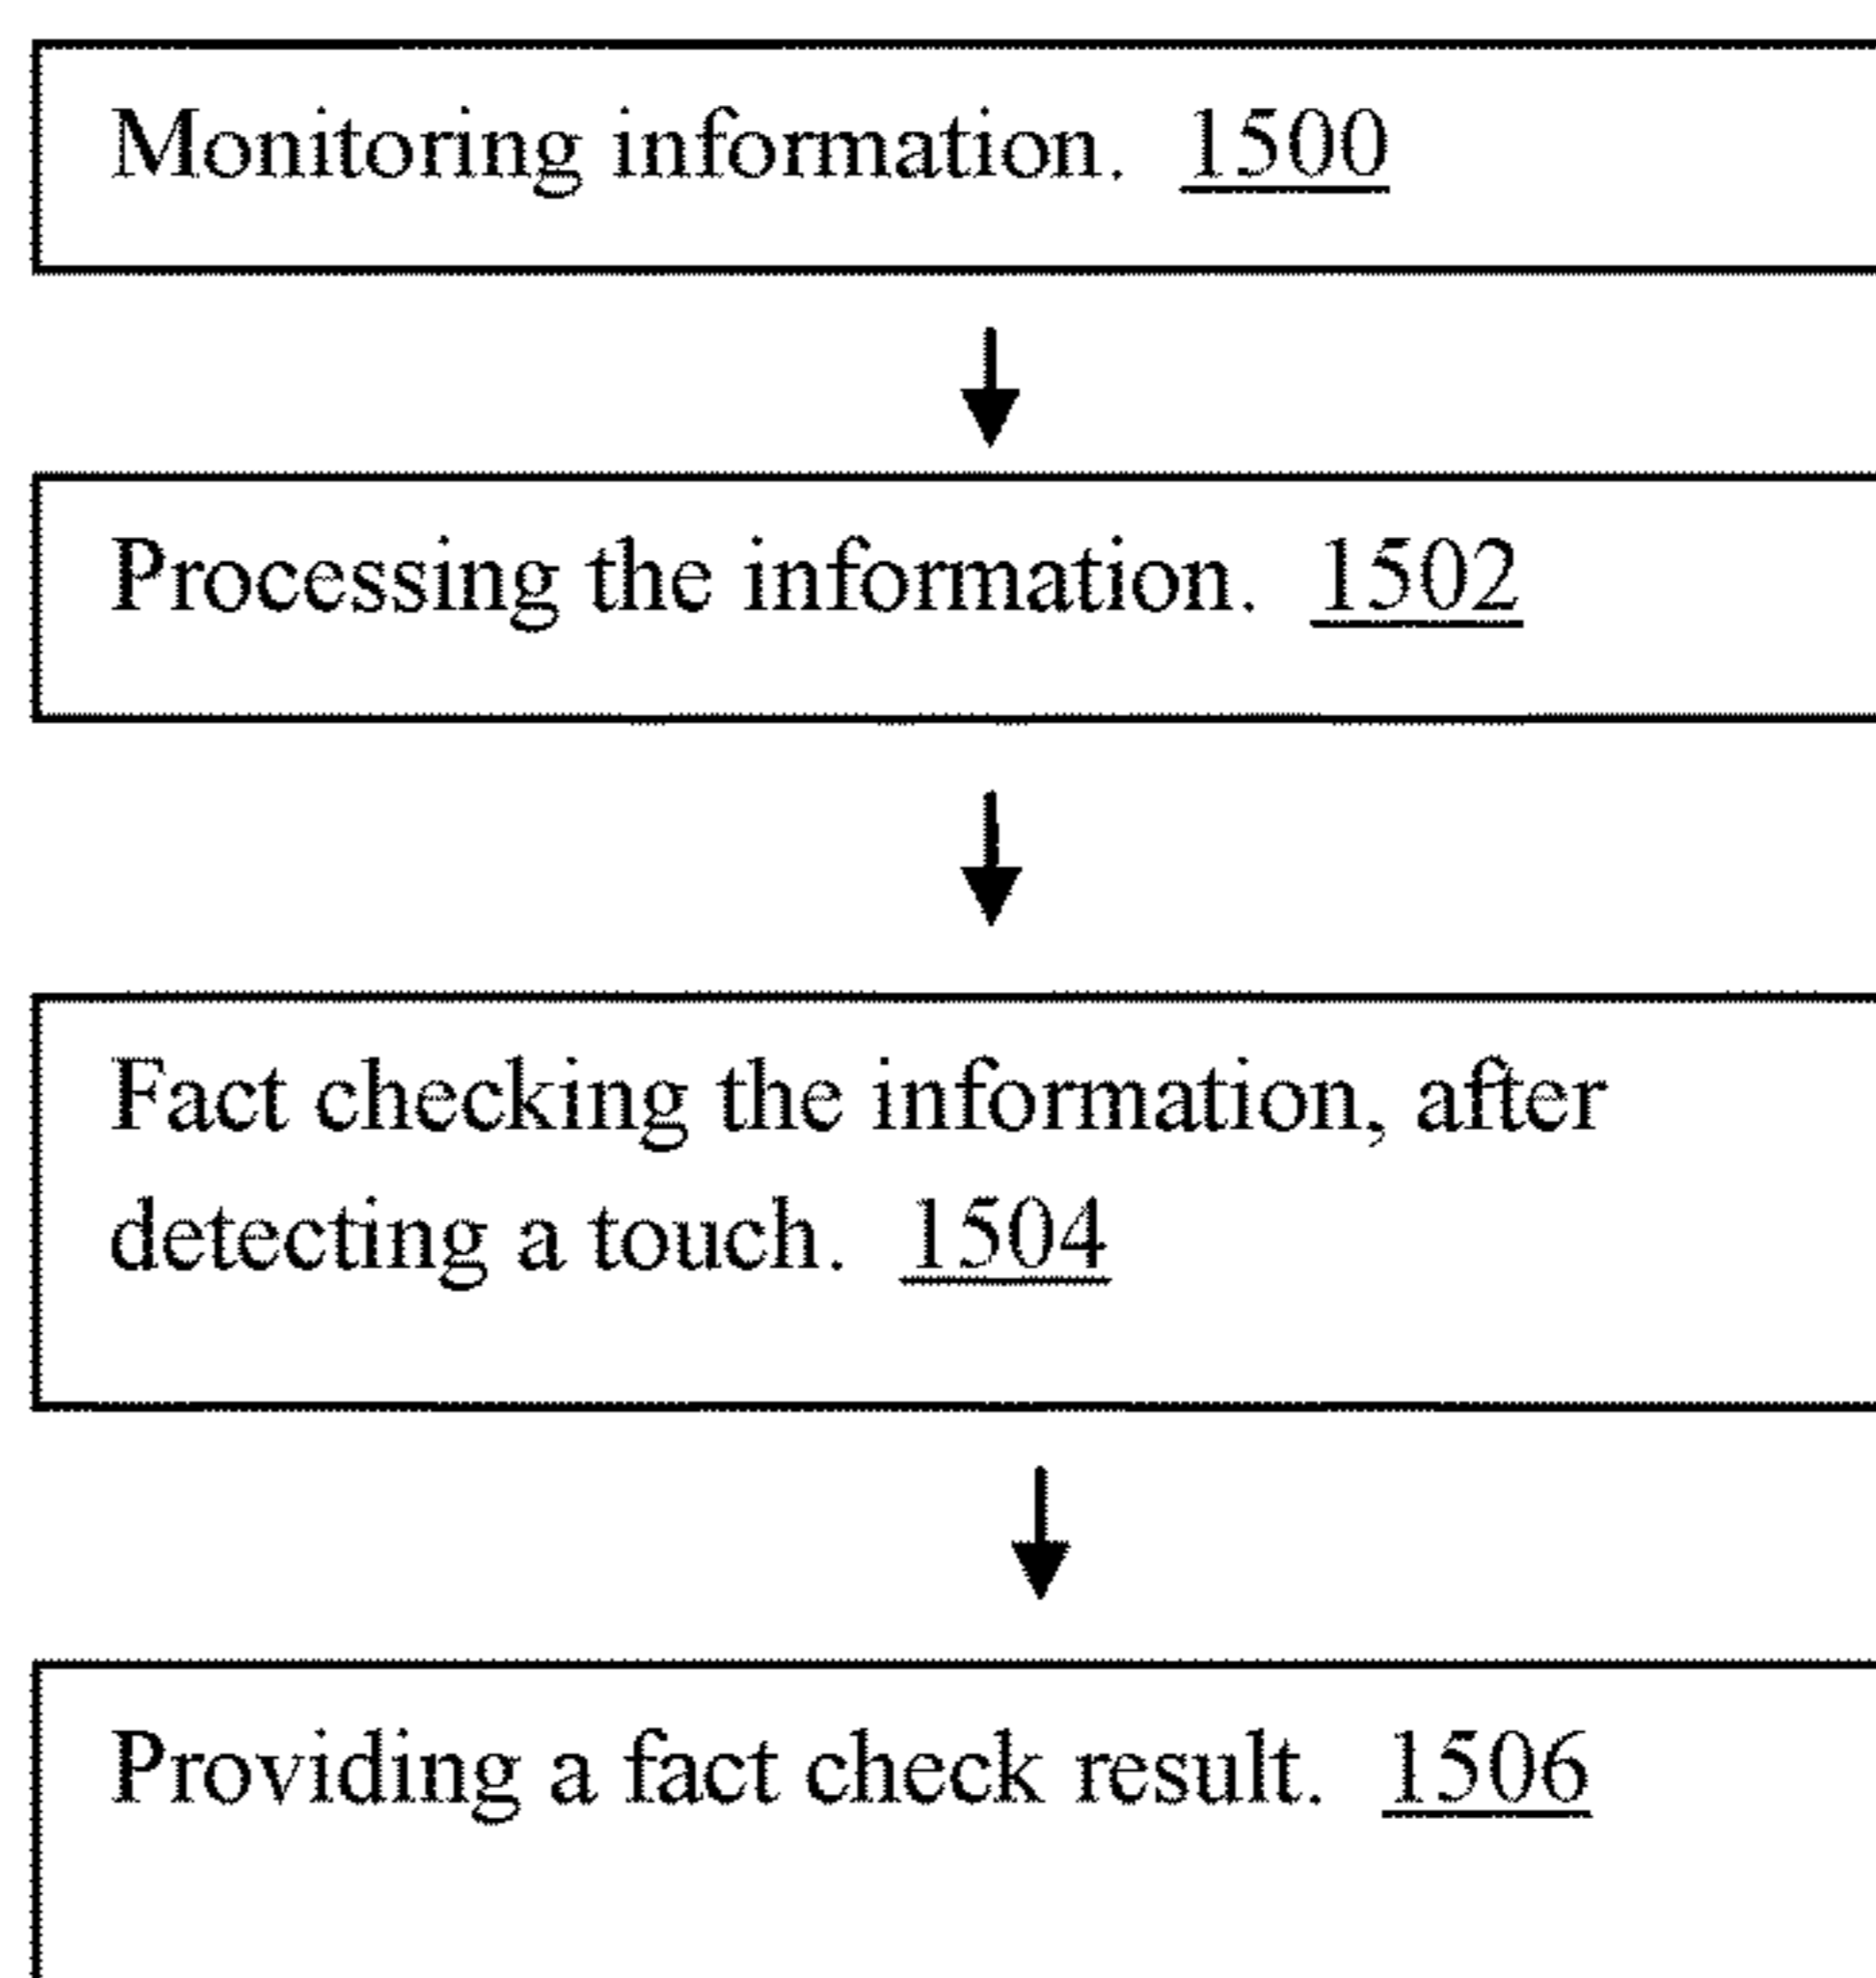 Monitoring information. 1500
Processing the information. 1502
Fact checking the information, after
detecting a touch. 1504
Providing a fact check result. 1506